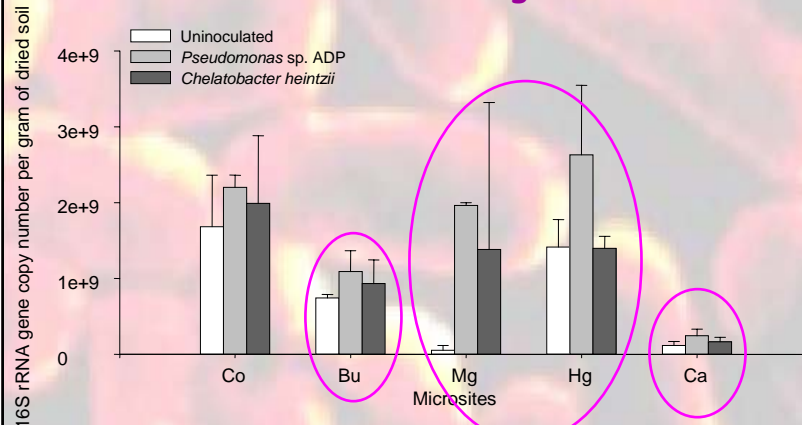 16S rRNA gene copy number per gram of dried soil
Uninoculated
Pseudomonas sp. ADP
Chelatobacter heintzii
4e+9
3e+9
2e+9
1e+9
0
Co Bu Mg Hg Ca
Microsites